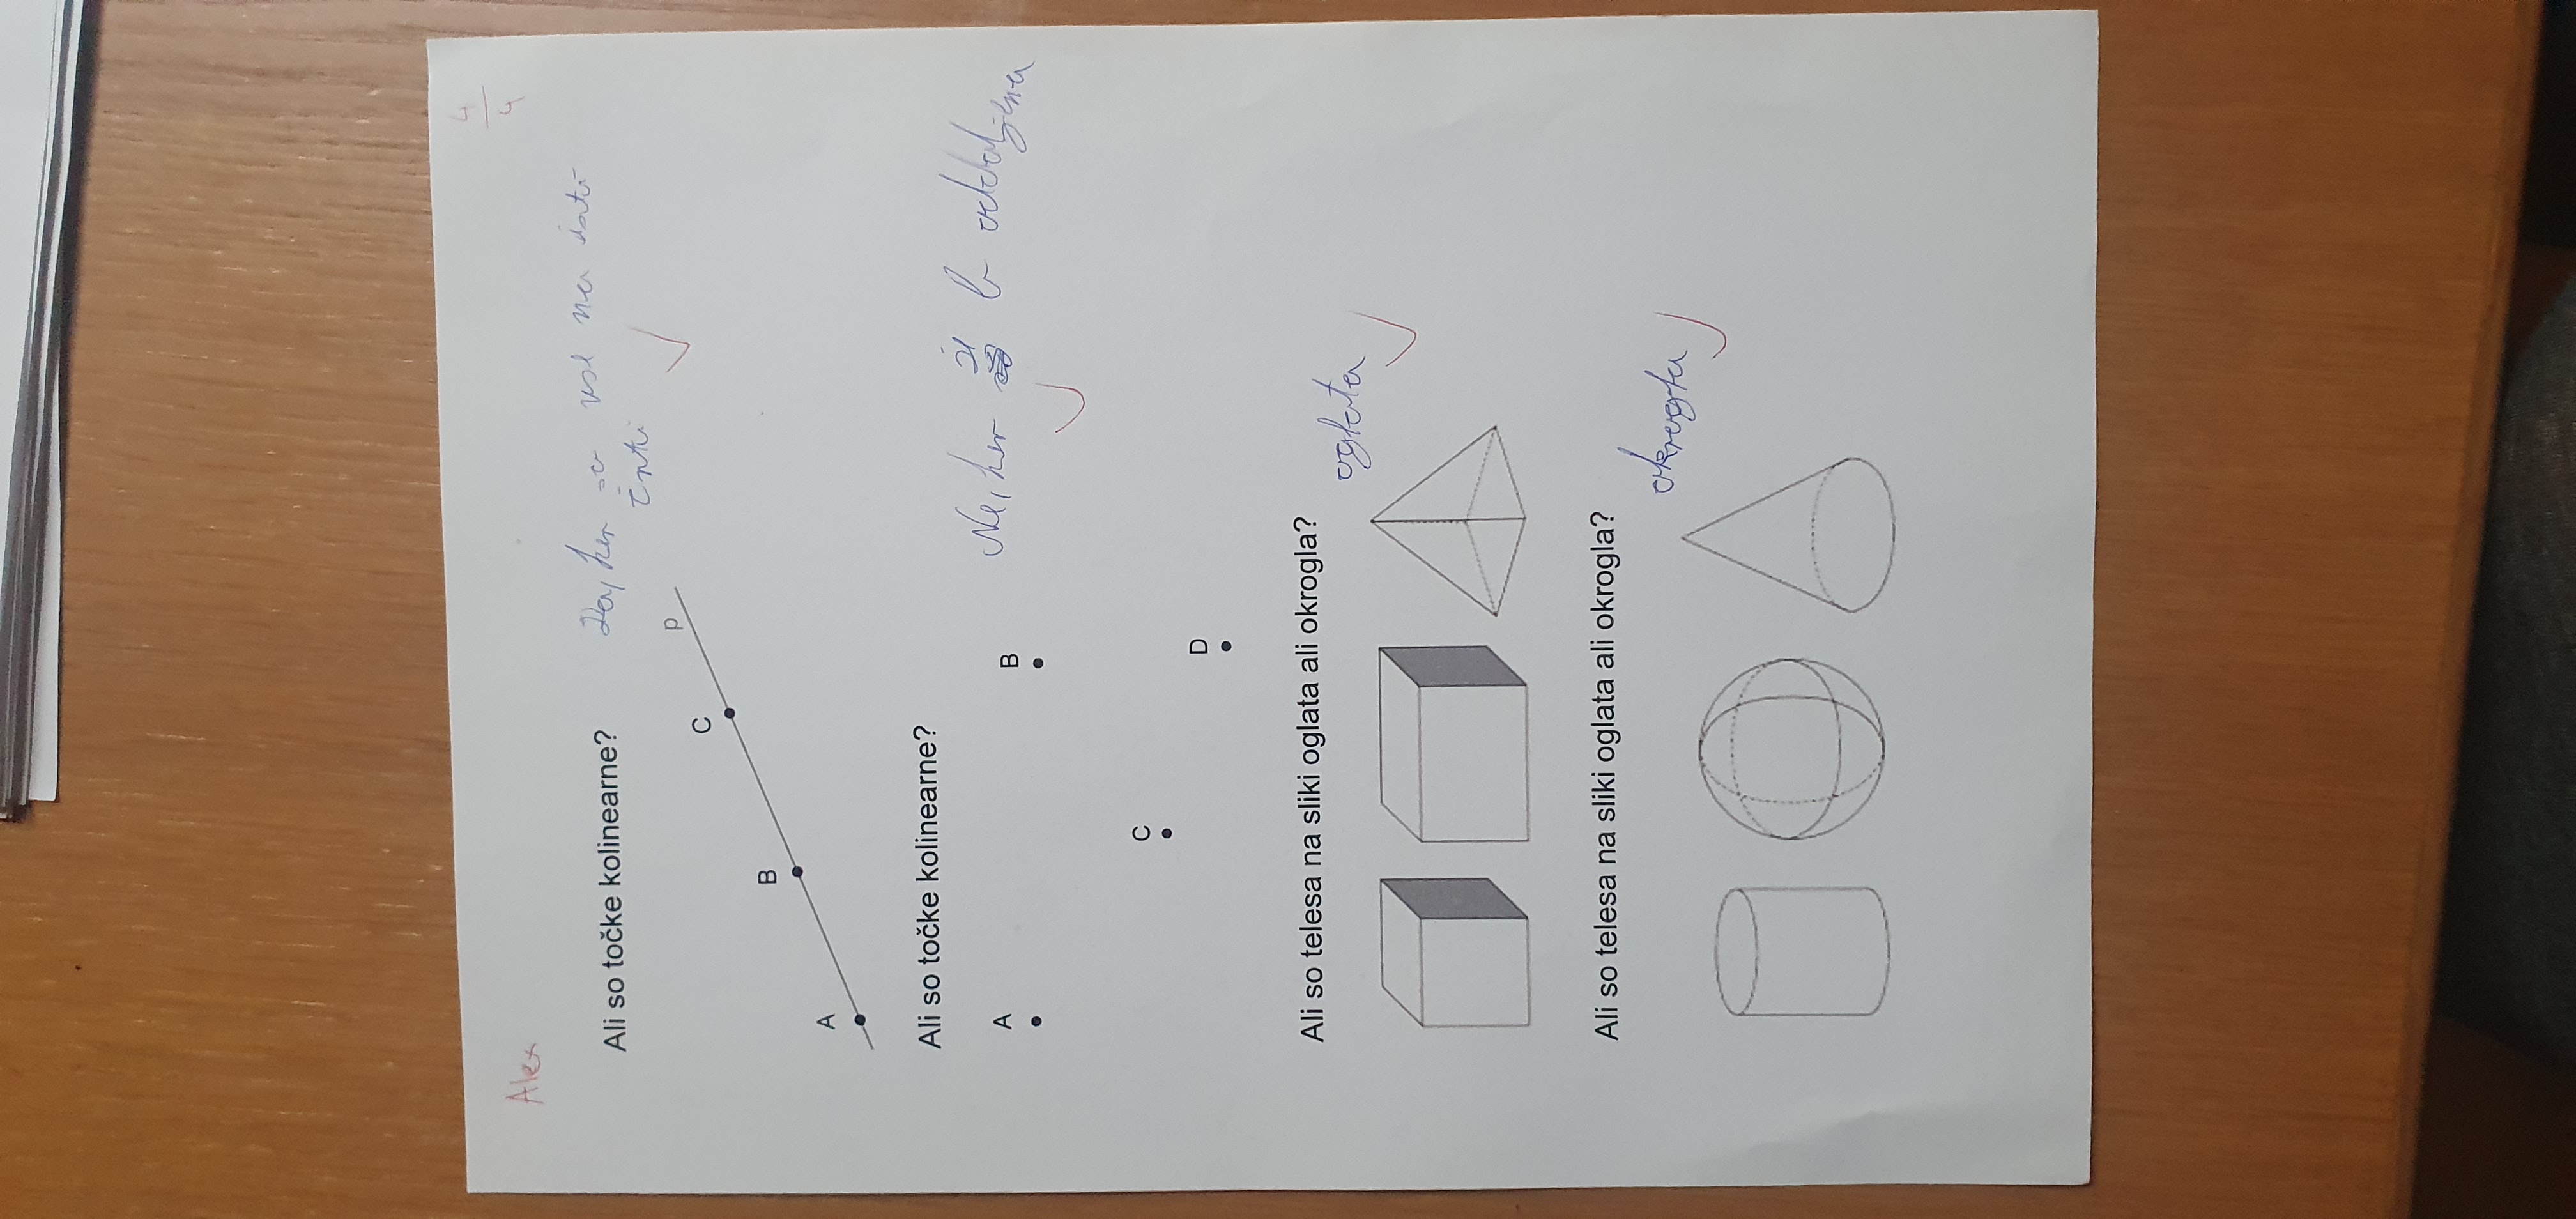 Alex
4
4
Ali so točke kolinearne?
Da, ker so vse na isti
črti
p
C
B
A
Ali so točke kolinearne?
Ne, ker je b oddaljena
A
B
C
D
Ali so telesa na sliki oglata ali okrogla?
oglata
Ali so telesa na sliki oglata ali okrogla?
okrogla